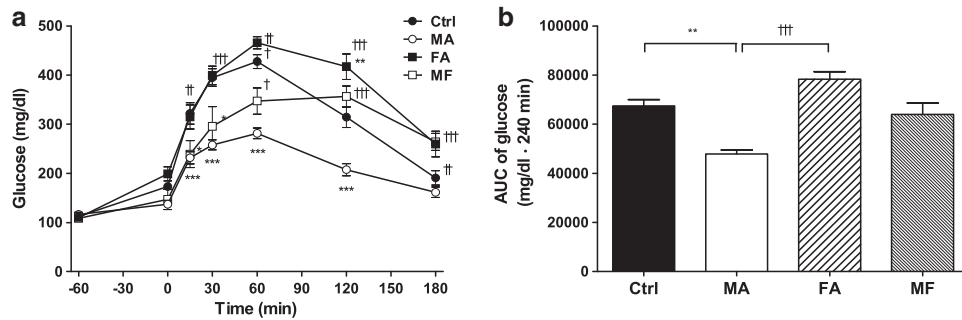 a
500
400
300
200
100
0
Glucose (mg/dl)
-60
-30
0
30
60
90
120
150
180
Time (min)
Ctrl
MA
FA
MF
††
†††
††
†
†††
**
*
†
†††
*
***
***
***
***
†††
††
b
100000
80000
60000
40000
20000
0
AUC of glucose
(mg/dl · 240 min)
**
†††
Ctrl
MA
FA
MF